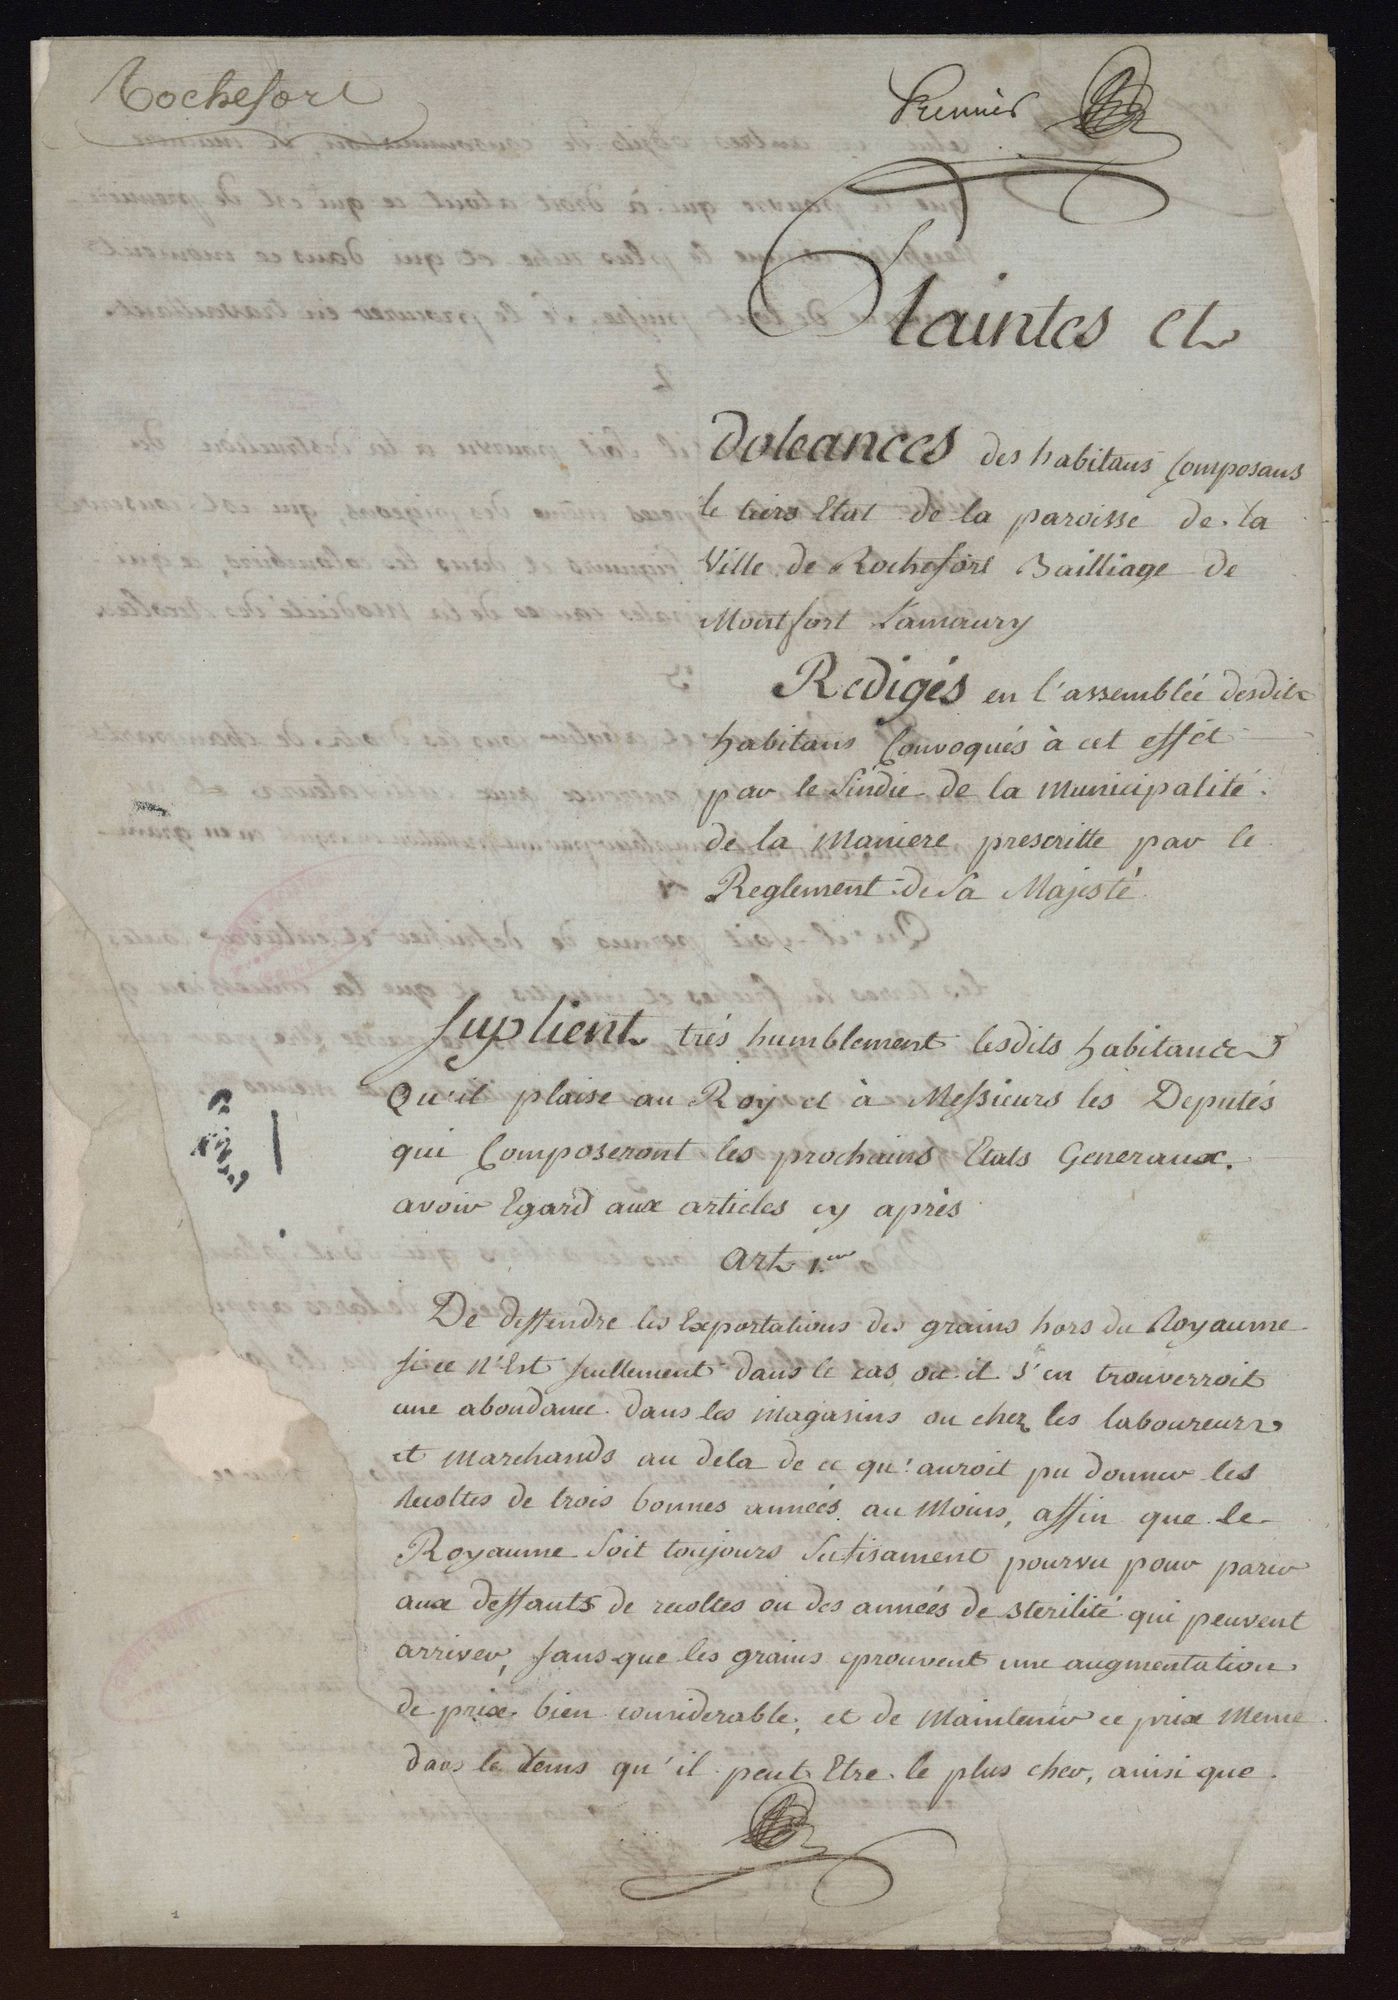 Rochefort
Premier
Plaintes et
doleances des habitans Composans
le tiers Etat de la paroisse de la
Ville de Rochefort Bailliage de
Montfort Lamaury
Redigés en l'assemblée desdits
habitans Convoqués à cet effet
par le Sindic de la Municipalité
de la Maniere prescritte par le
Reglement de Sa Majesté
Suplient trés humblement lesdits habitans
Qu'il plaise au Roy et à Messieurs les Deputés
qui Composeront les prochains Etats Generaux.
avoir Egard aux articles cy aprés
Art. 1.er
De deffendre les Exportations des grains hors du Royaume
si ce N'Est seullement dans le cas ou il s'en trouverroit
une abondance dans les magasins ou chez les laboureurs
et Marchands au dela de ce qu'auroit pu donner les
Recoltes de trois bonnes années au Moins, affin que le
Royaume Soit toujours Sufisament pourvu pour parer
aux deffauts de recoltes ou des années de sterilité qui peuvent
arriver, sans que les grains eprouvent une augmentation
de prix bien considerable, et de Maintenir ce prix Meme
dans le tems qu'il peut Etre le plus cher, ainsi que
1